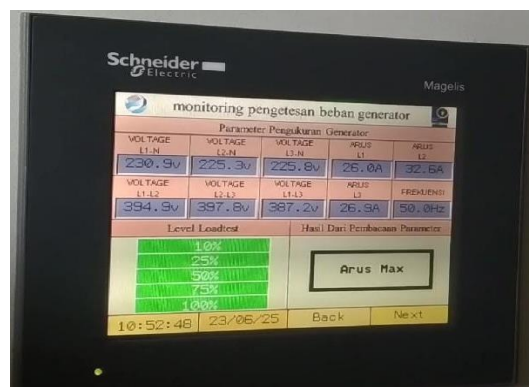 Schneider
Electric
Magelis
monitoring pengetesan beban generator
Parameter Pengukuran Generator
VOLTAGE L1-N VOLTAGE L2-N VOLTAGE L3-N ARUS L1 ARUS L2
230.9v 225.3v 225.8v 26.0A 32.6A
VOLTAGE L1-L2 VOLTAGE L2-L3 VOLTAGE L1-L3 ARUS L3 FREKUENSI
394.9v 397.8v 387.2v 26.9A 50.0Hz
Level Loadtest Hasil Dari Pembacaan Parameter
10%
25%
50%
75%
100%
Arus Max
10:52:48 23/06/25 Back Next